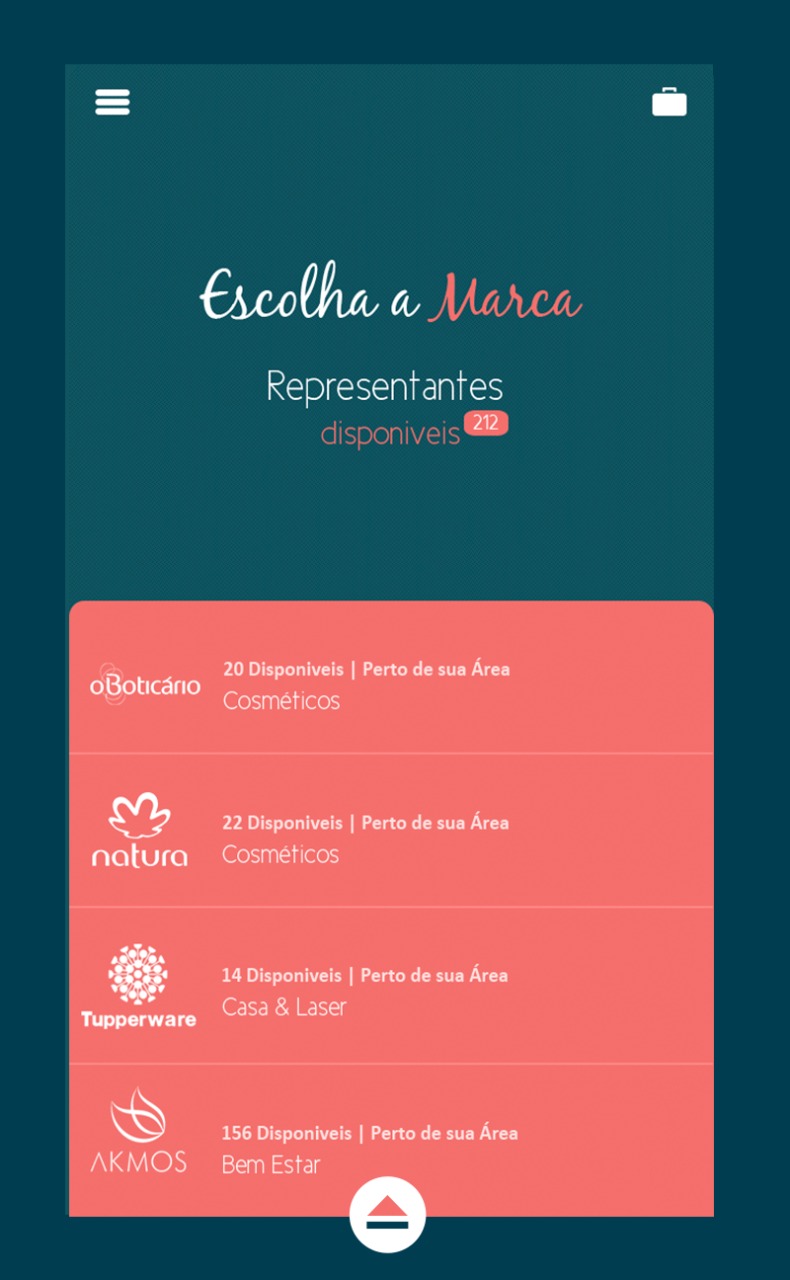 Escolha a Marca
Representantes
disponiveis 212
oBoticário
20 Disponiveis | Perto de sua Área
Cosméticos
natura
22 Disponiveis | Perto de sua Área
Cosméticos
Tupperware
14 Disponiveis | Perto de sua Área
Casa & Laser
AKMOS
156 Disponiveis | Perto de sua Área
Bem Estar